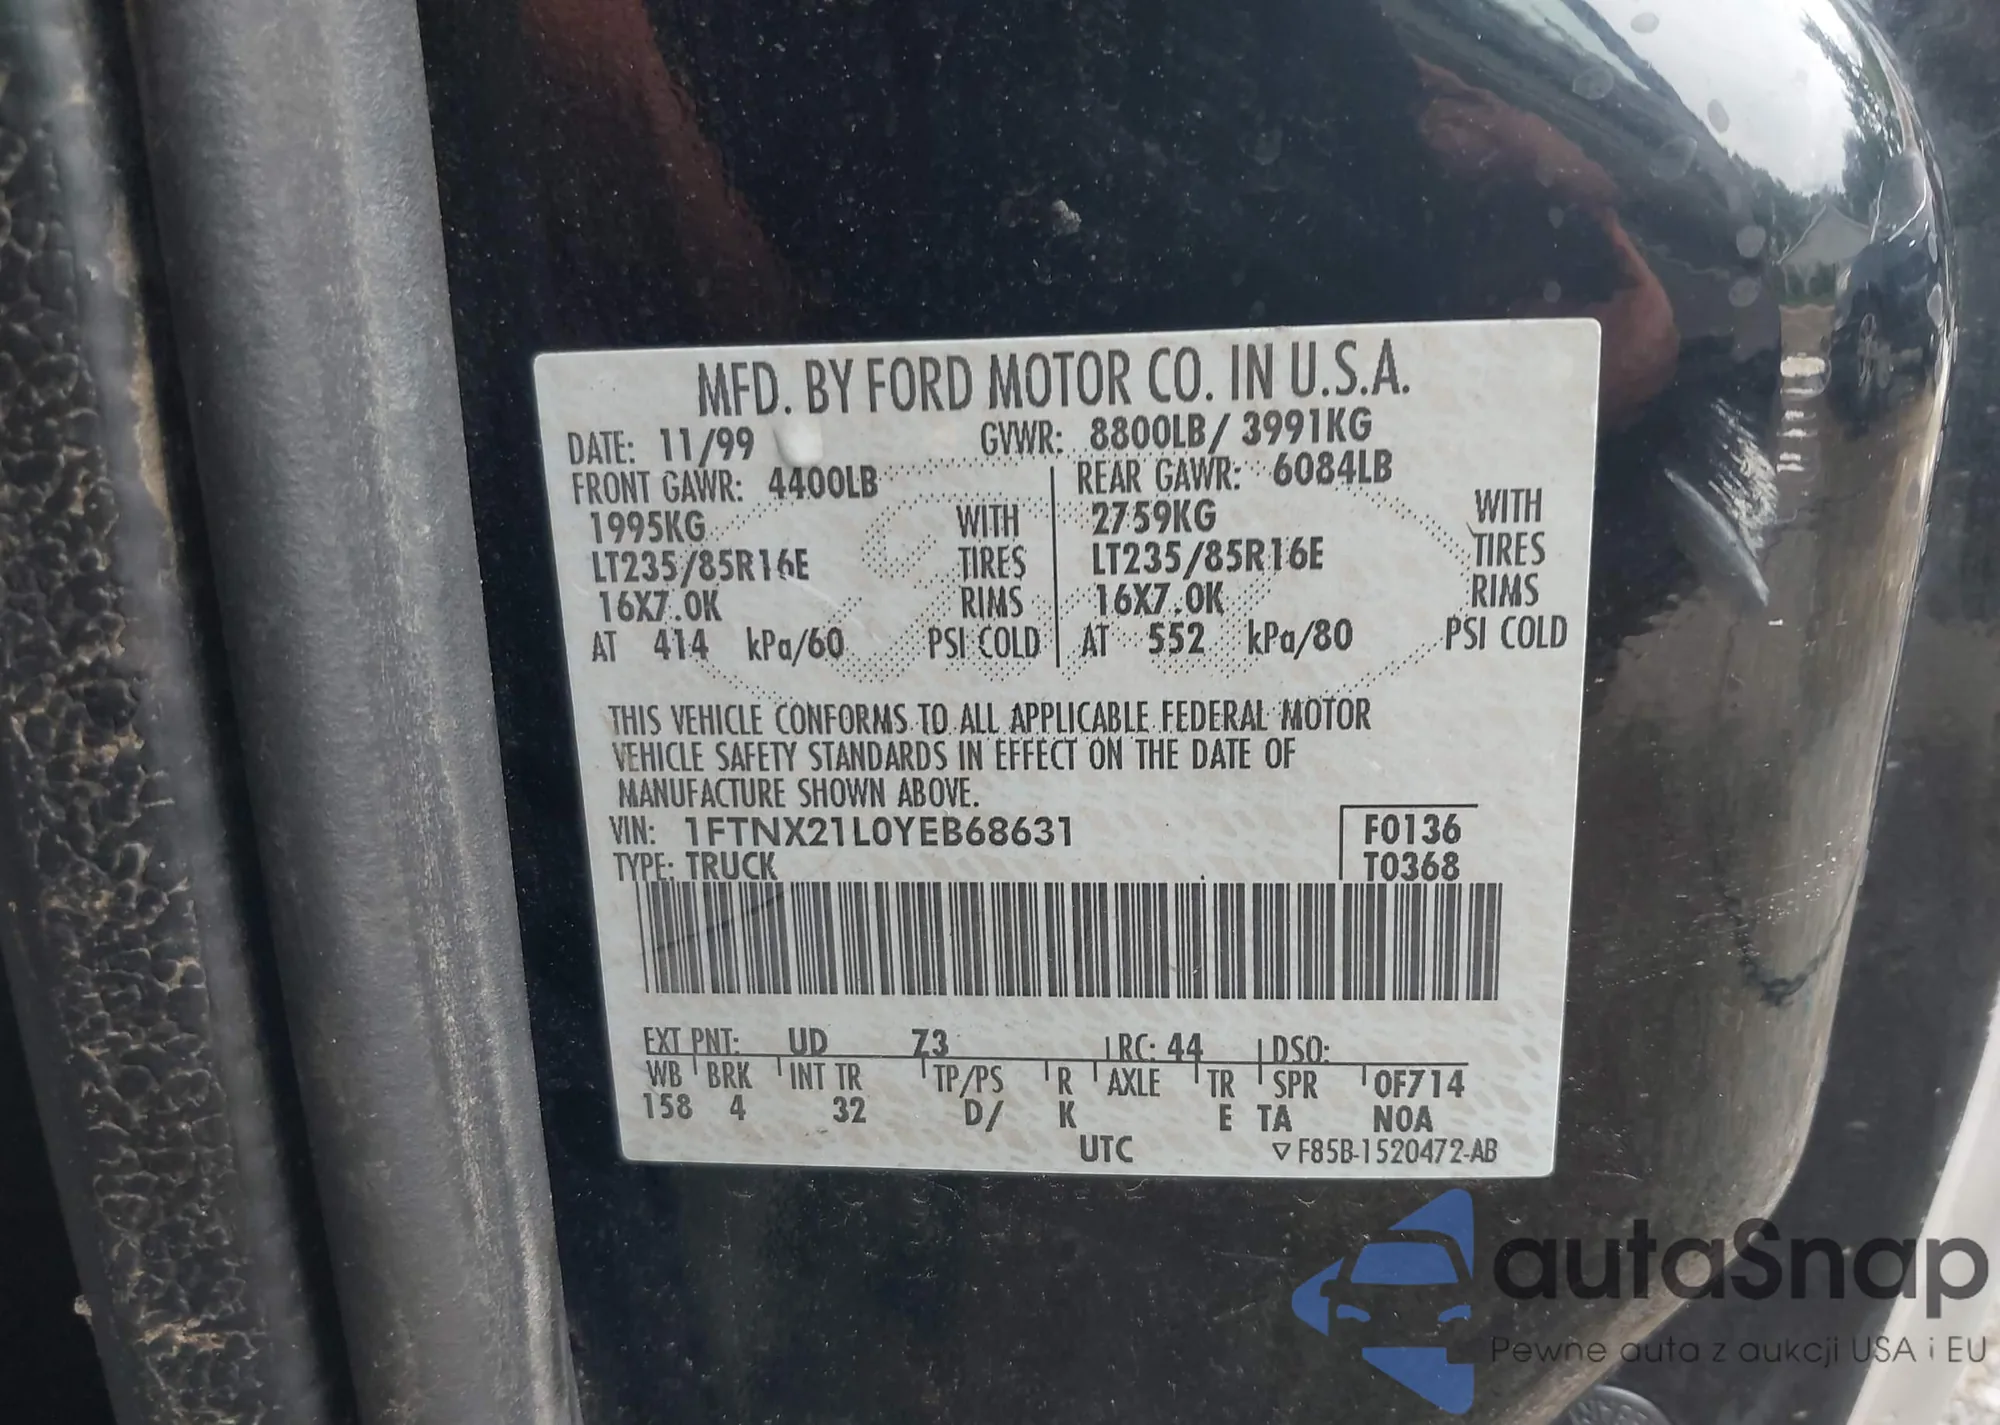 MFD. BY FORD MOTOR CO. IN U.S.A.
DATE: 11/99 GVWR: 8800LB/ 3991KG
FRONT GAWR: 4400LB REAR GAWR: 6084LB
1995KG WITH 2759KG WITH
LT235/85R16E TIRES LT235/85R16E TIRES
16X7.0K RIMS 16X7.0K RIMS
AT 414 kPa/60 PSI COLD AT 552 kPa/80 PSI COLD
THIS VEHICLE CONFORMS TO ALL APPLICABLE FEDERAL MOTOR
VEHICLE SAFETY STANDARDS IN EFFECT ON THE DATE OF
MANUFACTURE SHOWN ABOVE.
VIN: 1FTNX21L0YEB68631 F0136
TYPE: TRUCK T0368
EXT PNT: UD Z3 RC: 44 DSO:
WB BRK INT TR TP/PS R AXLE TR SPR 0F714
158 4 32 D/ K E TA N0A
UTC ▽ F85B-1520472-AB
autaSnap
Pewne auta z aukcji USA i EU